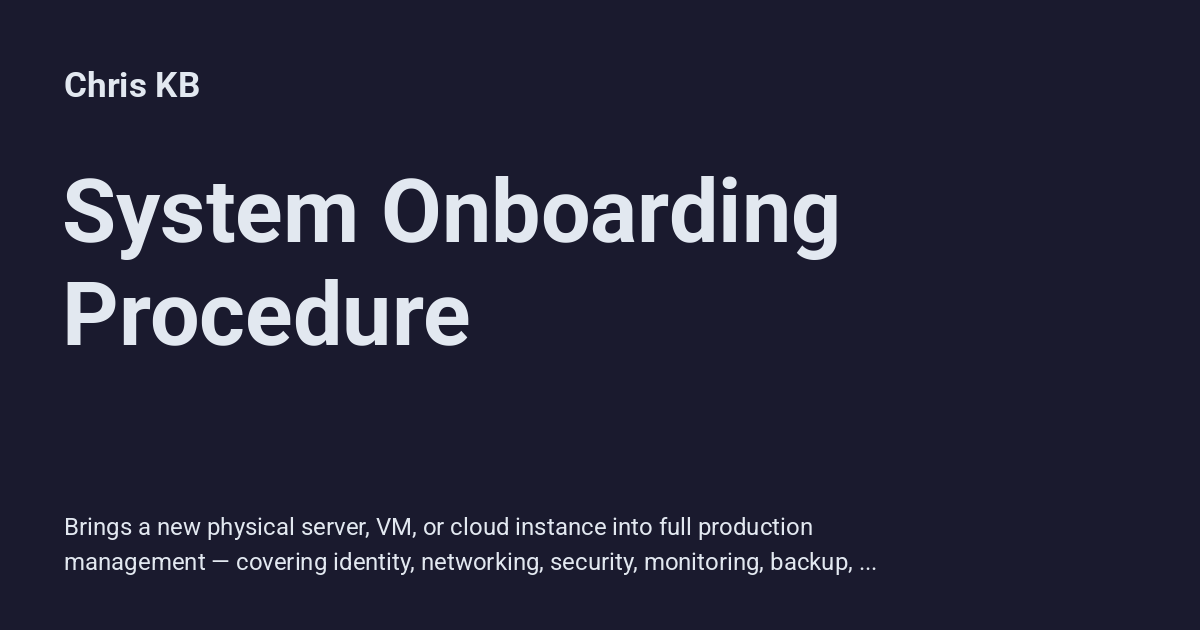 Chris KB
System Onboarding
Procedure
Brings a new physical server, VM, or cloud instance into full production
management — covering identity, networking, security, monitoring, backup, ...